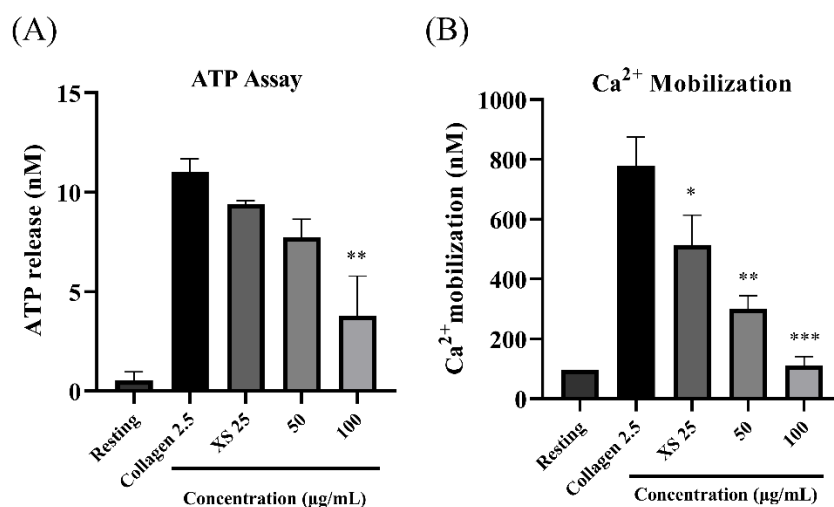 (A)
ATP Assay
ATP release (nM)
15
10
5
0
**
Resting
Collagen 2.5
XS 25
50
100
Concentration (µg/mL)
(B)
Ca²⁺ Mobilization
Ca²⁺mobilization (nM)
1000
800
600
400
200
0
*
**
***
Resting
Collagen 2.5
XS 25
50
100
Concentration (µg/mL)